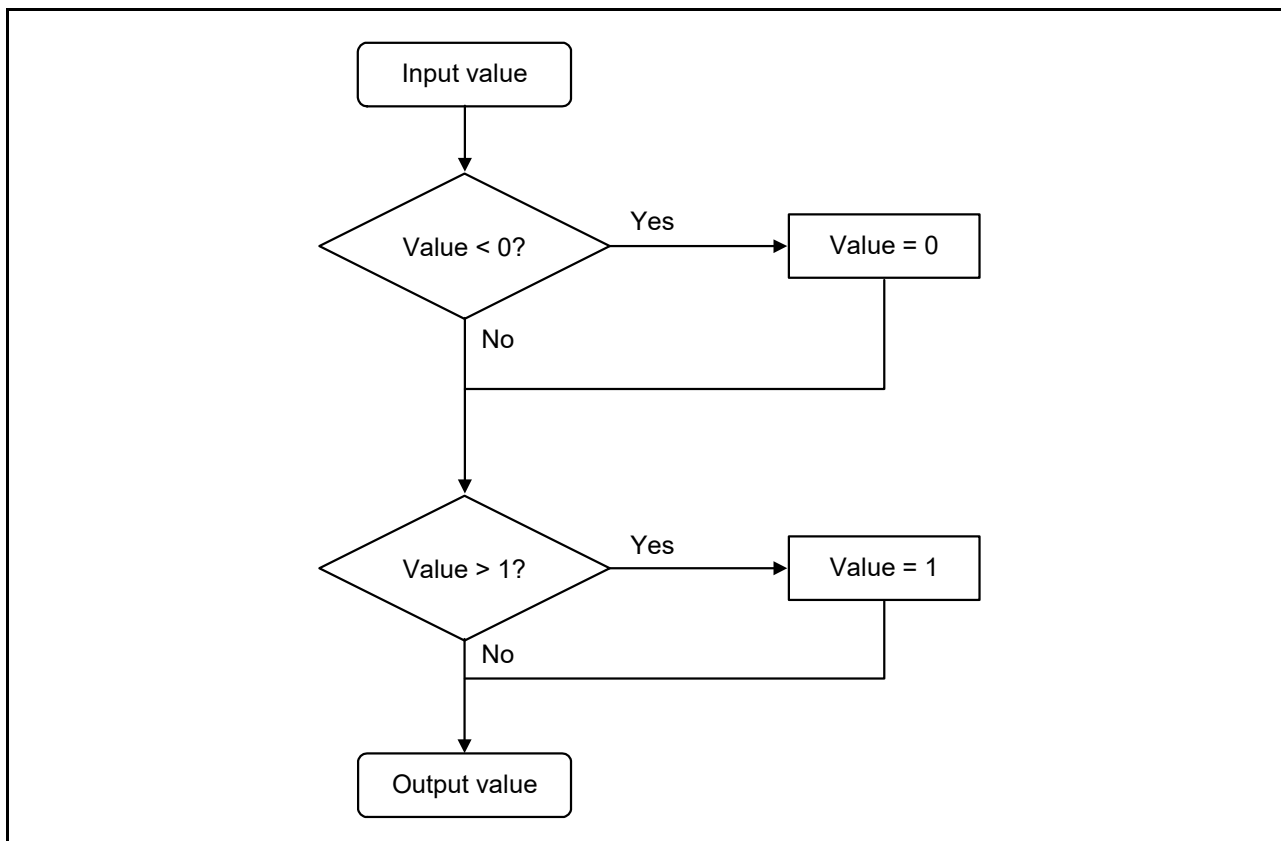 Input value
Value < 0?
Yes
Value = 0
No
Value > 1?
Yes
Value = 1
No
Output value